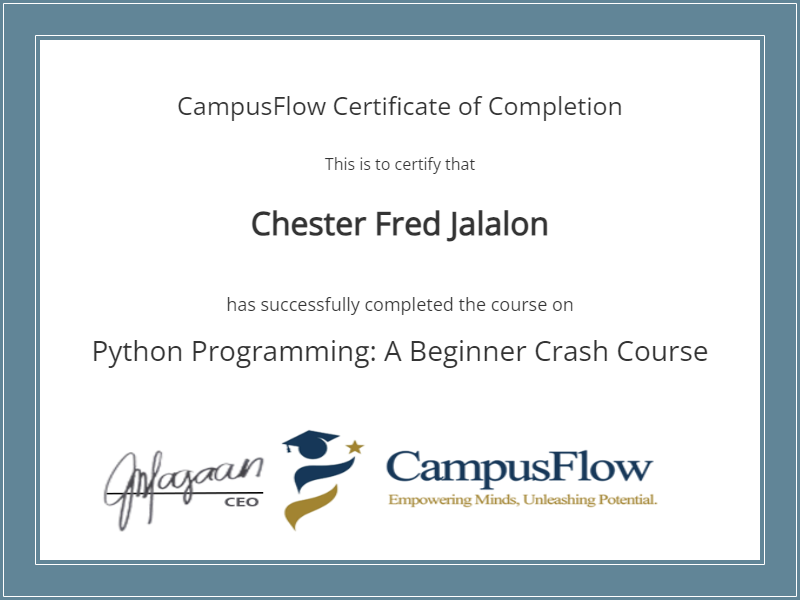 CampusFlow Certificate of Completion
This is to certify that
Chester Fred Jalalon
has successfully completed the course on
Python Programming: A Beginner Crash Course
CEO
CampusFlow
Empowering Minds, Unleashing Potential.